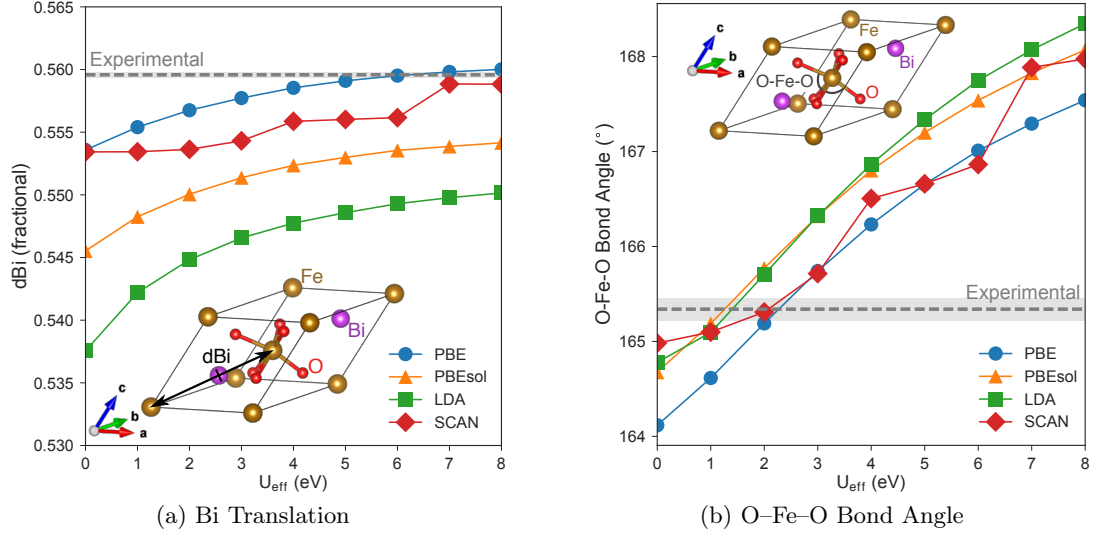 0.565
0.560
0.555
0.550
0.545
0.540
0.535
0.530
dBi (fractional)
Experimental
Fe
Bi
dBi
O
c
b
a
PBE
PBEsol
LDA
SCAN
0 1 2 3 4 5 6 7 8
U_eff (eV)
(a) Bi Translation
168
167
166
165
164
O-Fe-O Bond Angle (°)
c
b
a
Fe
Bi
O-Fe-O
O
Experimental
PBE
PBEsol
LDA
SCAN
0 1 2 3 4 5 6 7 8
U_eff (eV)
(b) O–Fe–O Bond Angle